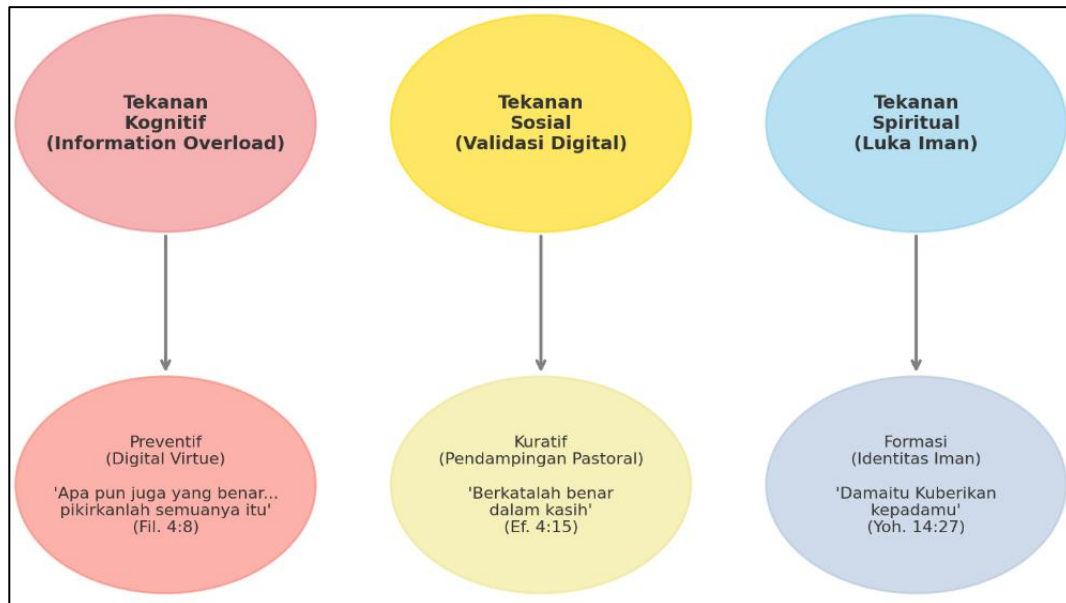 Tekanan
Kognitif
(Information Overload)
Tekanan
Sosial
(Validasi Digital)
Tekanan
Spiritual
(Luka Iman)
Preventif
(Digital Virtue)
'Apa pun juga yang benar...
pikirkanlah semuanya itu'
(Fil. 4:8)
Kuratif
(Pendampingan Pastoral)
'Berkatalah benar
dalam kasih'
(Ef. 4:15)
Formasi
(Identitas Iman)
'Damaitu Kuberikan
kepadamu'
(Yoh. 14:27)